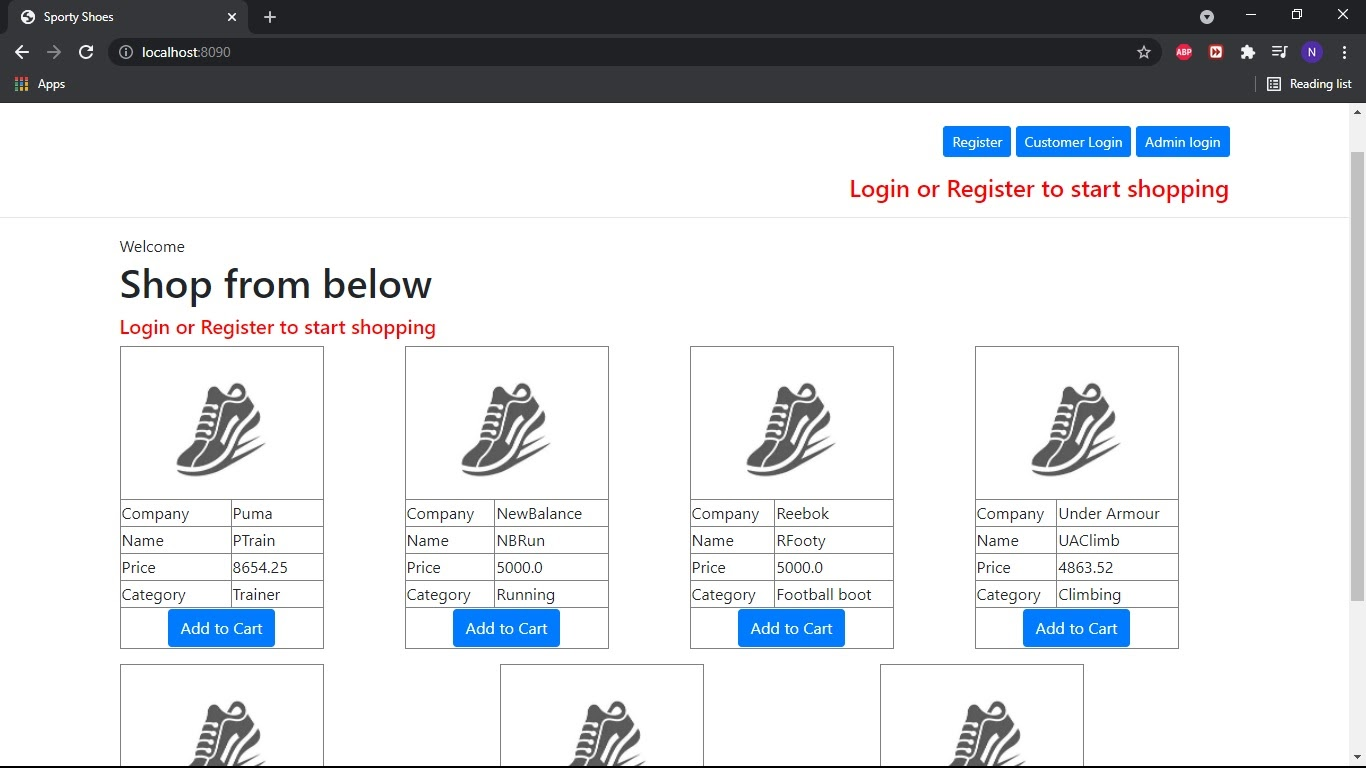 Sporty Shoes
localhost:8090
ABP
N
Apps
Reading list
Register Customer Login Admin login
Login or Register to start shopping
Welcome
Shop from below
Login or Register to start shopping
Company Puma
Name PTrain
Price 8654.25
Category Trainer
Add to Cart
Company NewBalance
Name NBRun
Price 5000.0
Category Running
Add to Cart
Company Reebok
Name RFooty
Price 5000.0
Category Football boot
Add to Cart
Company Under Armour
Name UAClimb
Price 4863.52
Category Climbing
Add to Cart